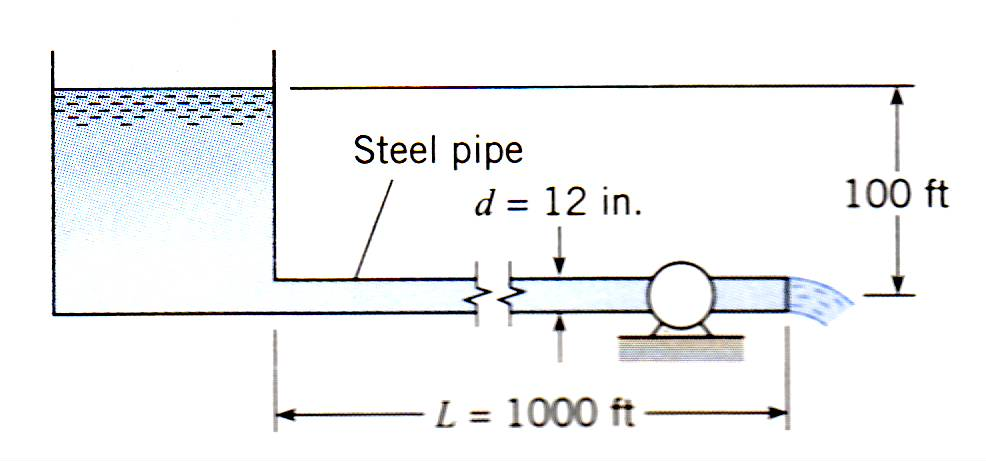 Steel pipe
d = 12 in.
100 ft
L = 1000 ft